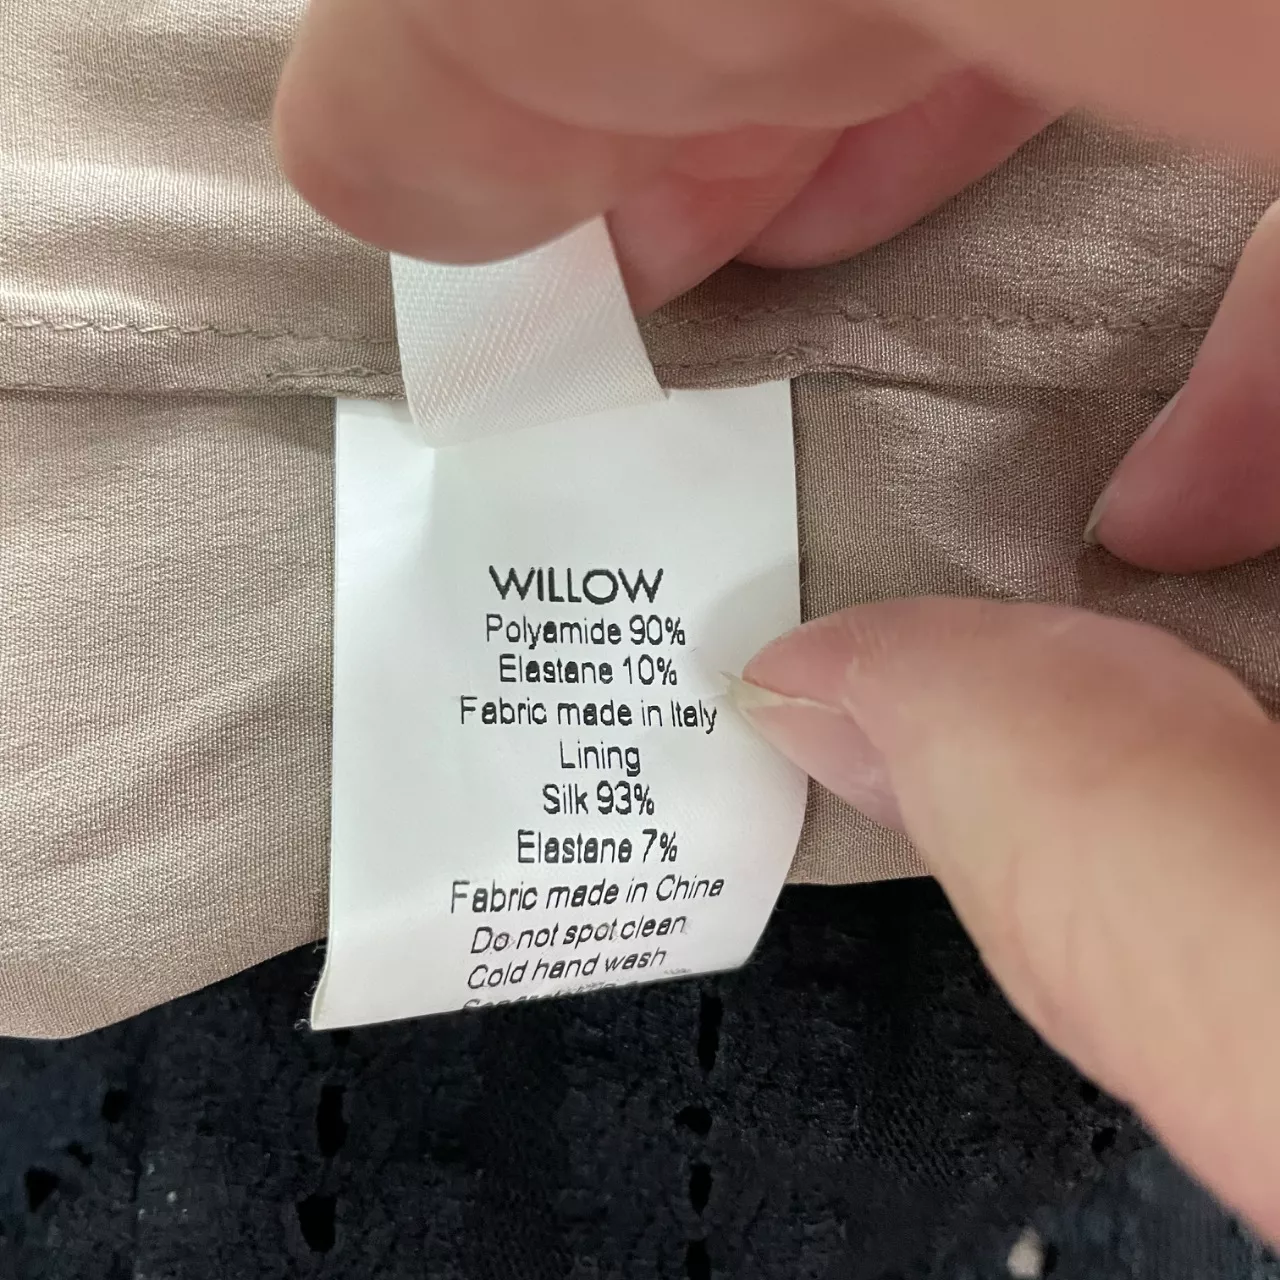 WILLOW
Polyamide 90%
Elastane 10%
Fabric made in Italy
Lining
Silk 93%
Elastane 7%
Fabric made in China
Do not spot clean
Cold hand wash